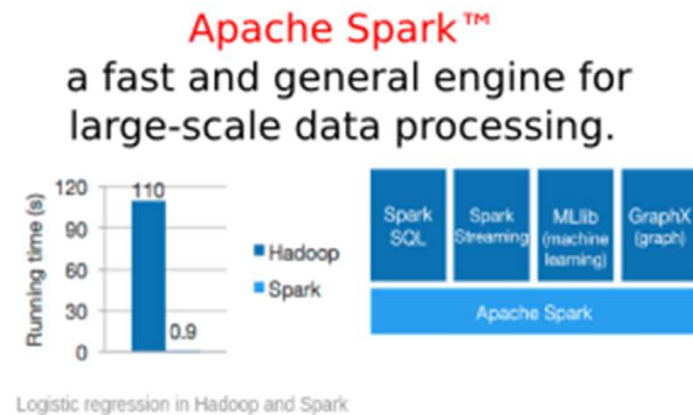 Apache Spark™
a fast and general engine for
large-scale data processing.
Running time (s)
120
90
60
30
0
110
0.9
Hadoop
Spark
Logistic regression in Hadoop and Spark
Spark
SQL
Spark
Streaming
MLlib
(machine
learning)
GraphX
(graph)
Apache Spark